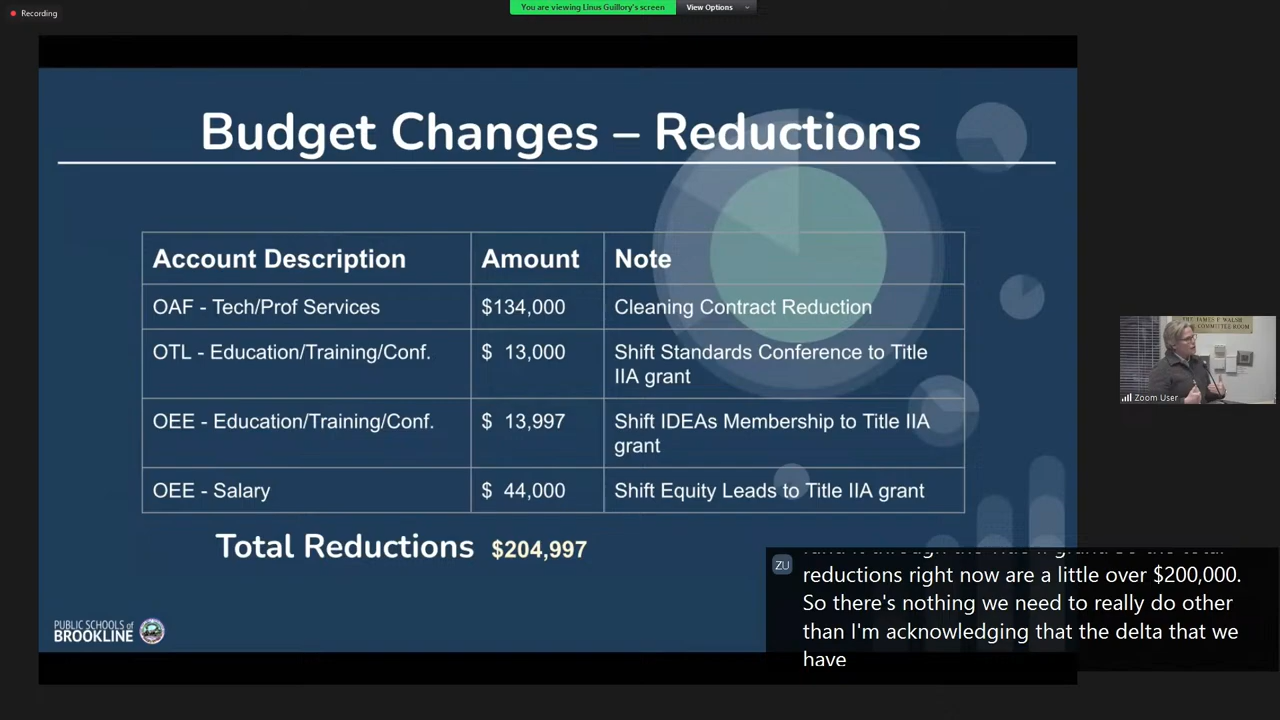 Recording
You are viewing Linus Guillory's screen
View Options
Budget Changes – Reductions
Account Description Amount Note
OAF - Tech/Prof Services $134,000 Cleaning Contract Reduction
OTL - Education/Training/Conf. $ 13,000 Shift Standards Conference to Title
IIA grant
OEE - Education/Training/Conf. $ 13,997 Shift IDEAs Membership to Title IIA
grant
OEE - Salary $ 44,000 Shift Equity Leads to Title IIA grant
Total Reductions $204,997
PUBLIC SCHOOLS of
BROOKLINE
THE JAMES F WALSH
COMMITTEE ROOM
Zoom User
ZU
reductions right now are a little over $200,000.
So there's nothing we need to really do other
than I'm acknowledging that the delta that we
have